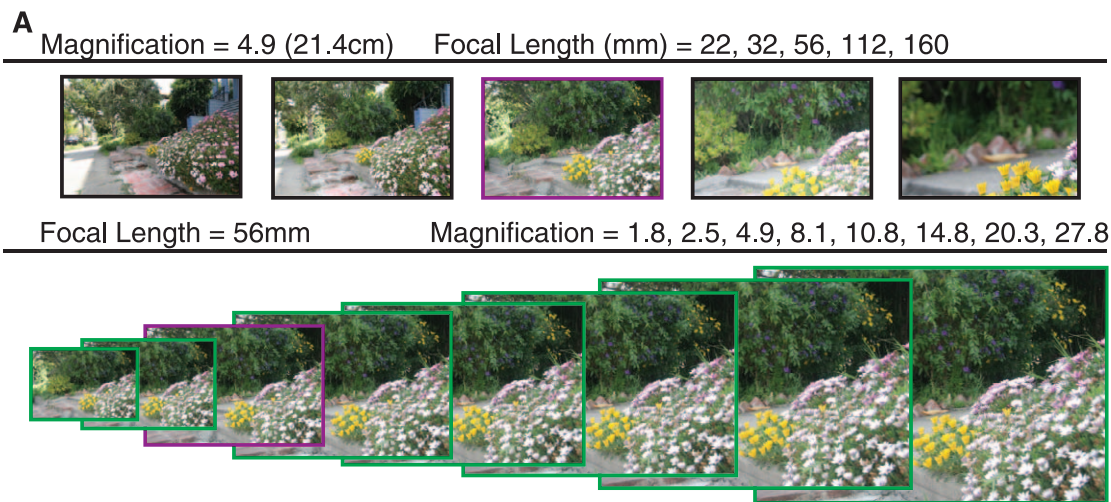 A
Magnification = 4.9 (21.4cm) Focal Length (mm) = 22, 32, 56, 112, 160
Focal Length = 56mm Magnification = 1.8, 2.5, 4.9, 8.1, 10.8, 14.8, 20.3, 27.8